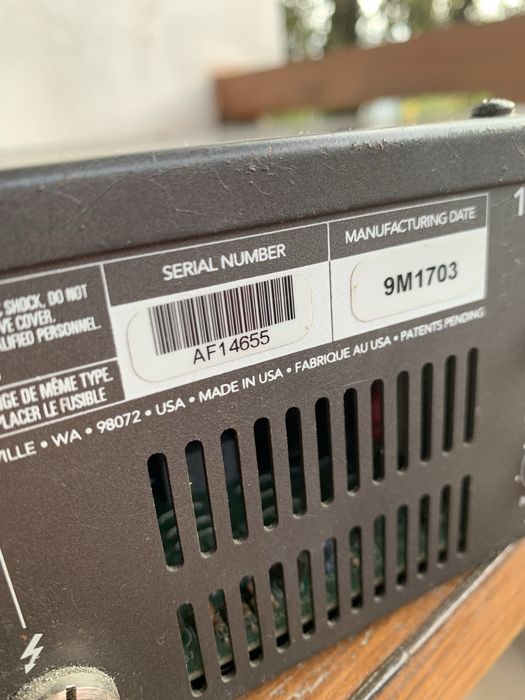 SHOCK, DO NOT
VE COVER.
LIFIED PERSONNEL.
GE DE MÊME TYPE.
PLACER LE FUSIBLE
SERIAL NUMBER
AF14655
MANUFACTURING DATE
9M1703
VILLE • WA • 98072 • USA • MADE IN USA • FABRIQUE AU USA • PATENTS PENDING
1